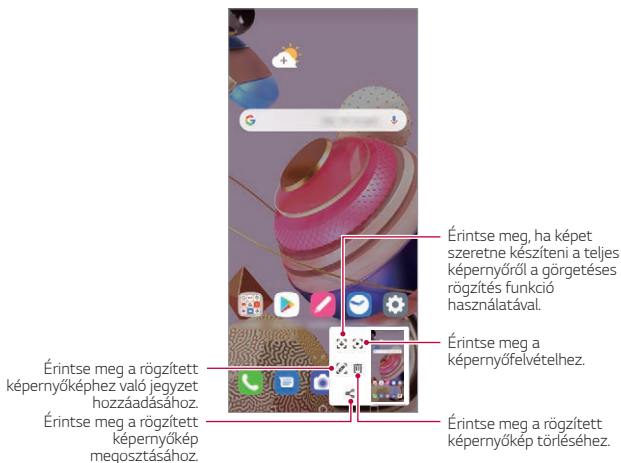 Érintse meg, ha képet
szeretne készíteni a teljes
képernyőről a görgetéses
rögzítés funkció
használatával.
Érintse meg a
képernyőfelvételhez.
Érintse meg a rögzített
képernyőképhez való jegyzet
hozzáadásához.
Érintse meg a rögzített
képernyőkép
megosztásához.
Érintse meg a rögzített
képernyőkép törléséhez.